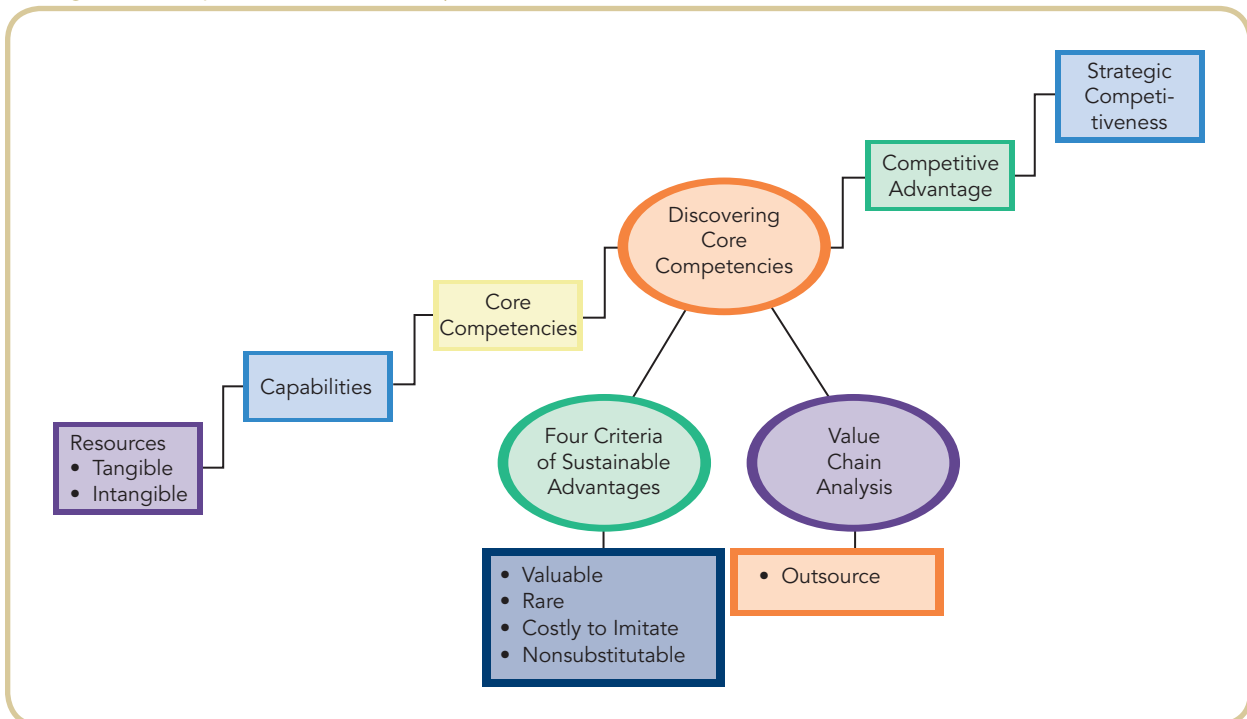 Strategic
Competi-
tiveness
Competitive
Advantage
Discovering
Core
Competencies
Core
Competencies
Capabilities
Resources
• Tangible
• Intangible
Four Criteria
of Sustainable
Advantages
Value
Chain
Analysis
• Valuable
• Rare
• Costly to Imitate
• Nonsubstitutable
• Outsource